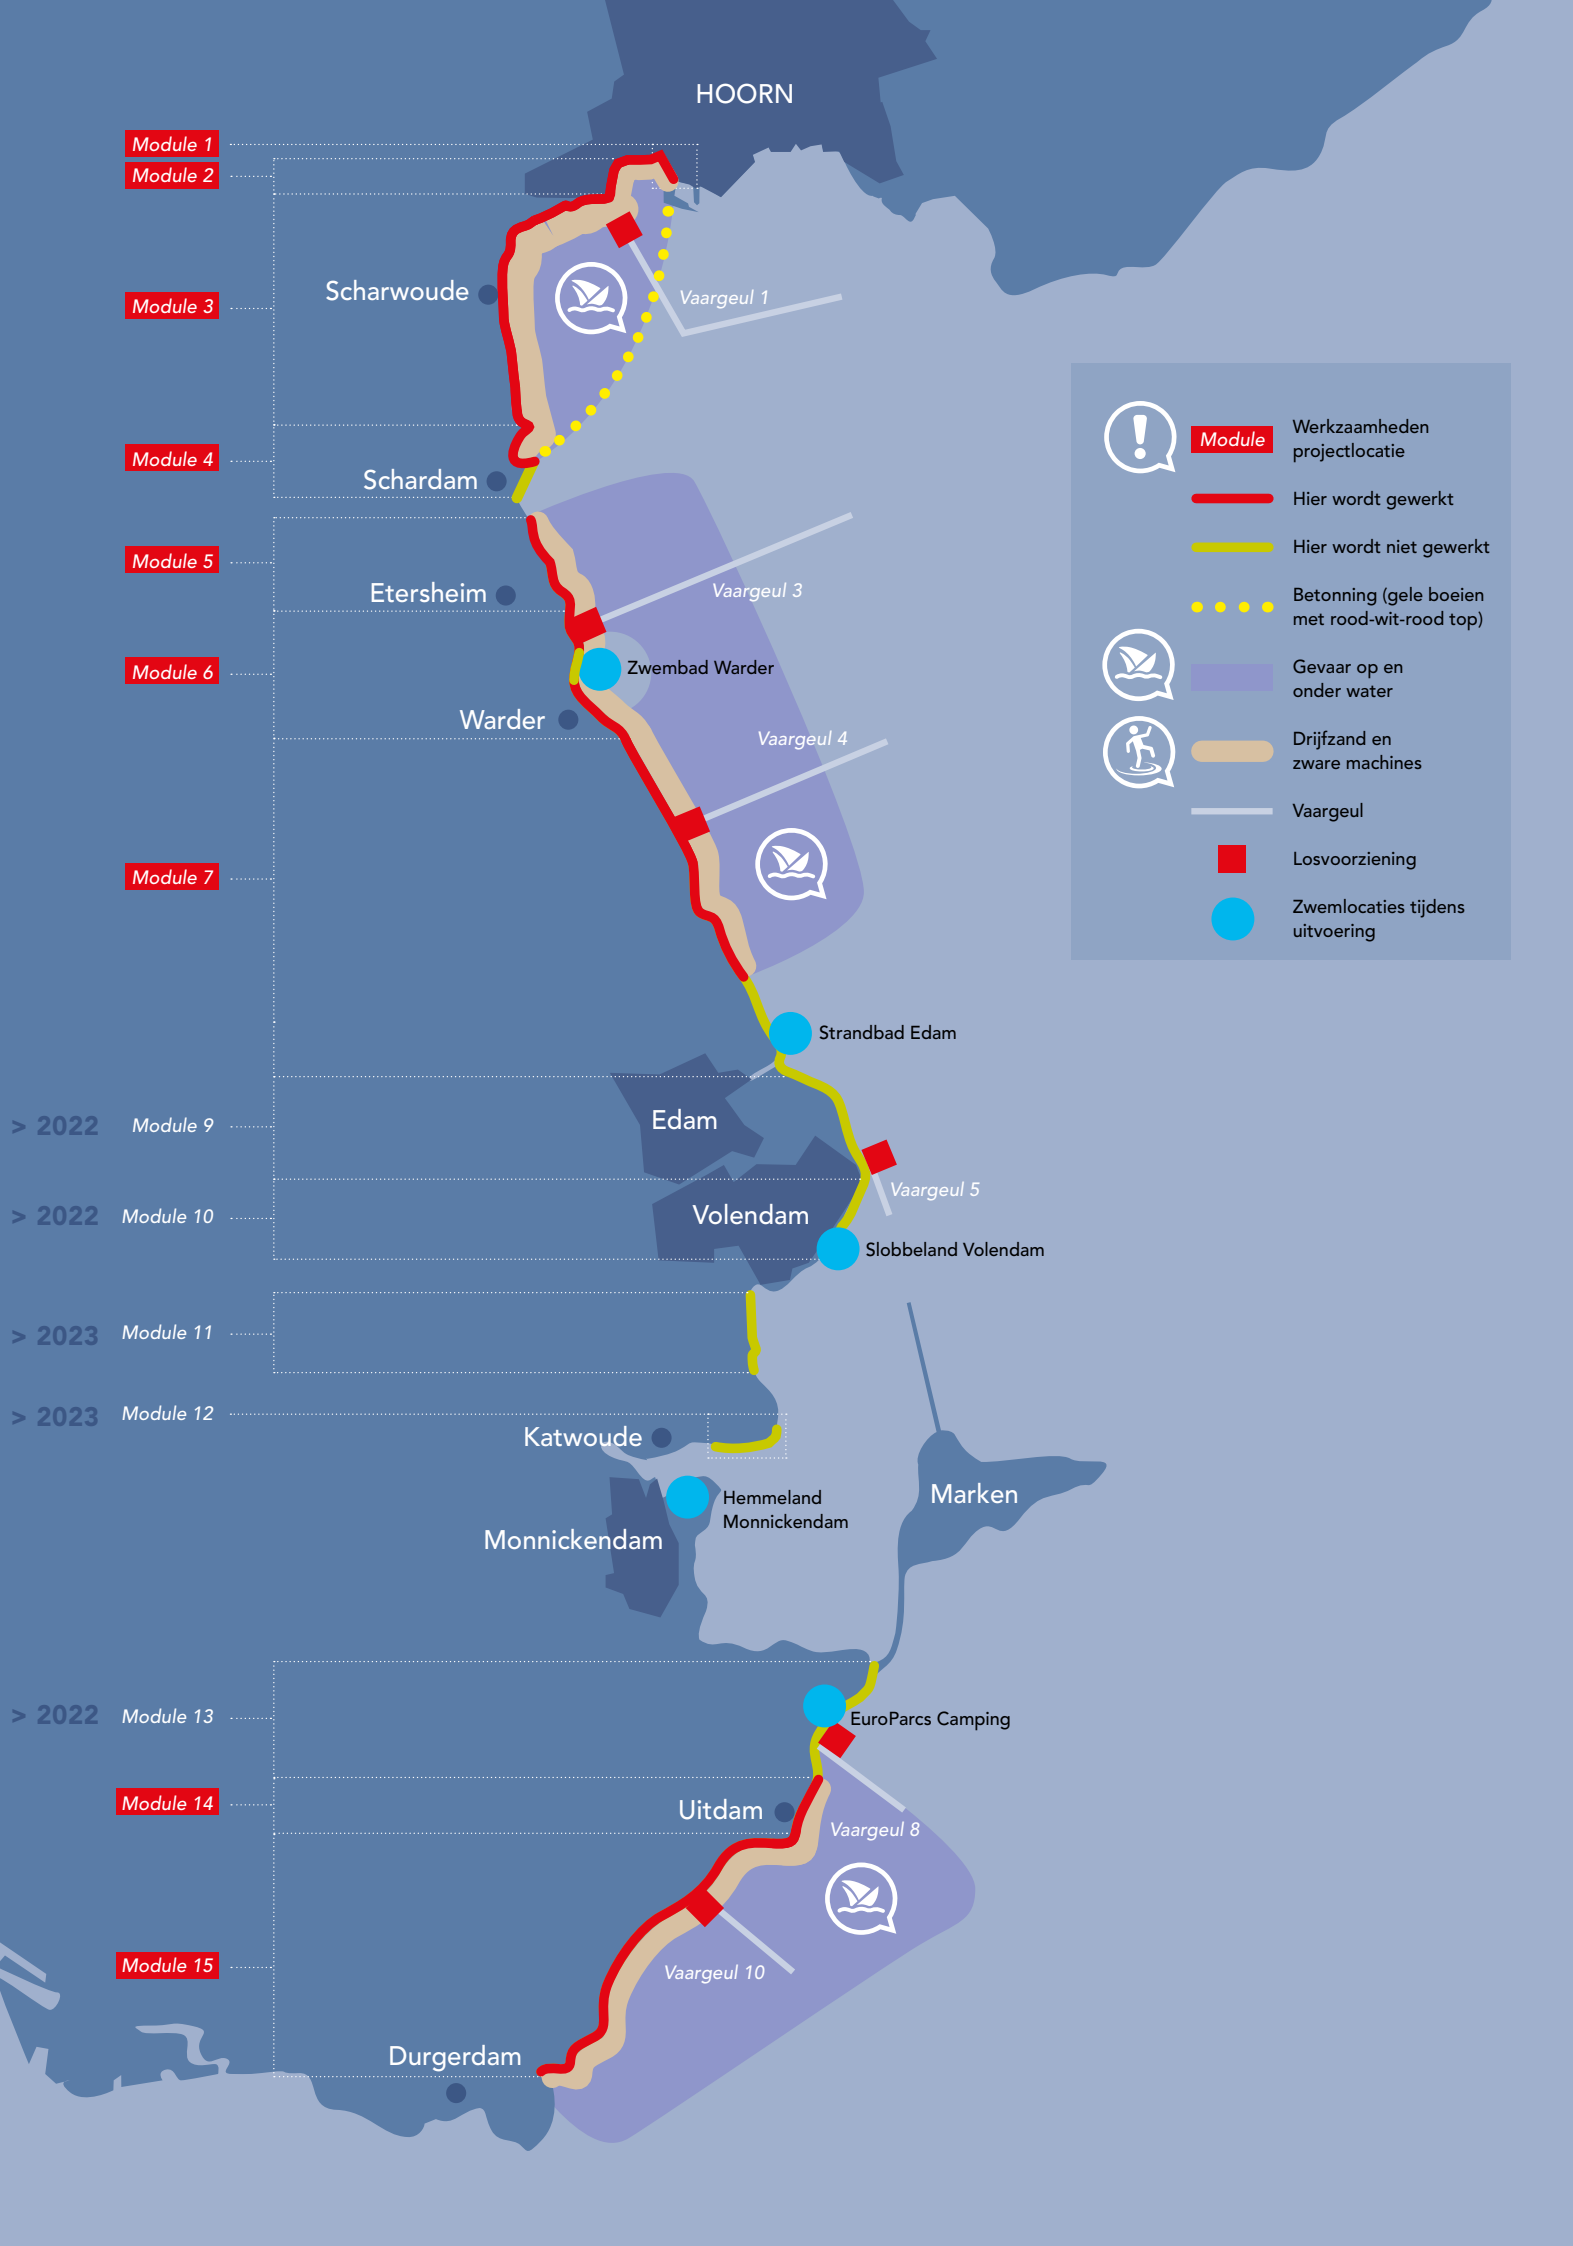 HOORN
Module 1
Module 2
Scharwoude
Vaargeul 1
Module 3
Module 4
Schardam
Module 5
Etersheim
Vaargeul 3
Module 6
Zwembad Warder
Warder
Vaargeul 4
Module 7
Module
Werkzaamheden
projectlocatie
Hier wordt gewerkt
Hier wordt niet gewerkt
Betonning (gele boeien
met rood-wit-rood top)
Gevaar op en
onder water
Drijfzand en
zware machines
Vaargeul
Losvoorziening
Zwemlocaties tijdens
uitvoering
Strandbad Edam
Edam
> 2022 Module 9
Vaargeul 5
> 2022 Module 10
Volendam
Slobbeland Volendam
> 2023 Module 11
> 2023 Module 12
Katwoude
Marken
Hemmeland
Monnickendam
Monnickendam
> 2022 Module 13
EuroParcs Camping
Module 14
Uitdam
Vaargeul 8
Module 15
Vaargeul 10
Durgerdam